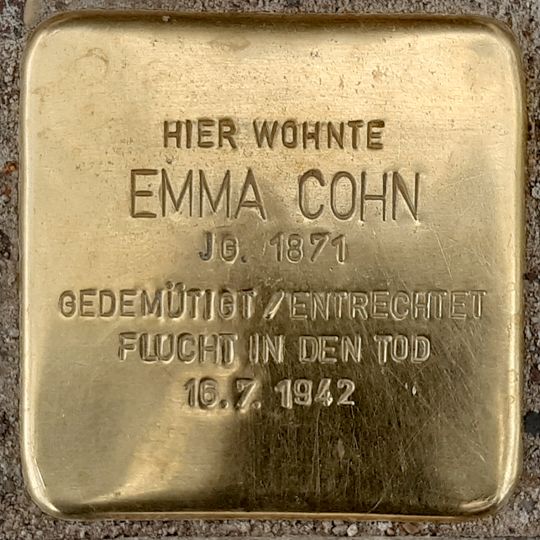 HIER WOHNTE
EMMA COHN
JG. 1871
GEDEMÜTIGT / ENTRECHTET
FLUCHT IN DEN TOD
16.7. 1942